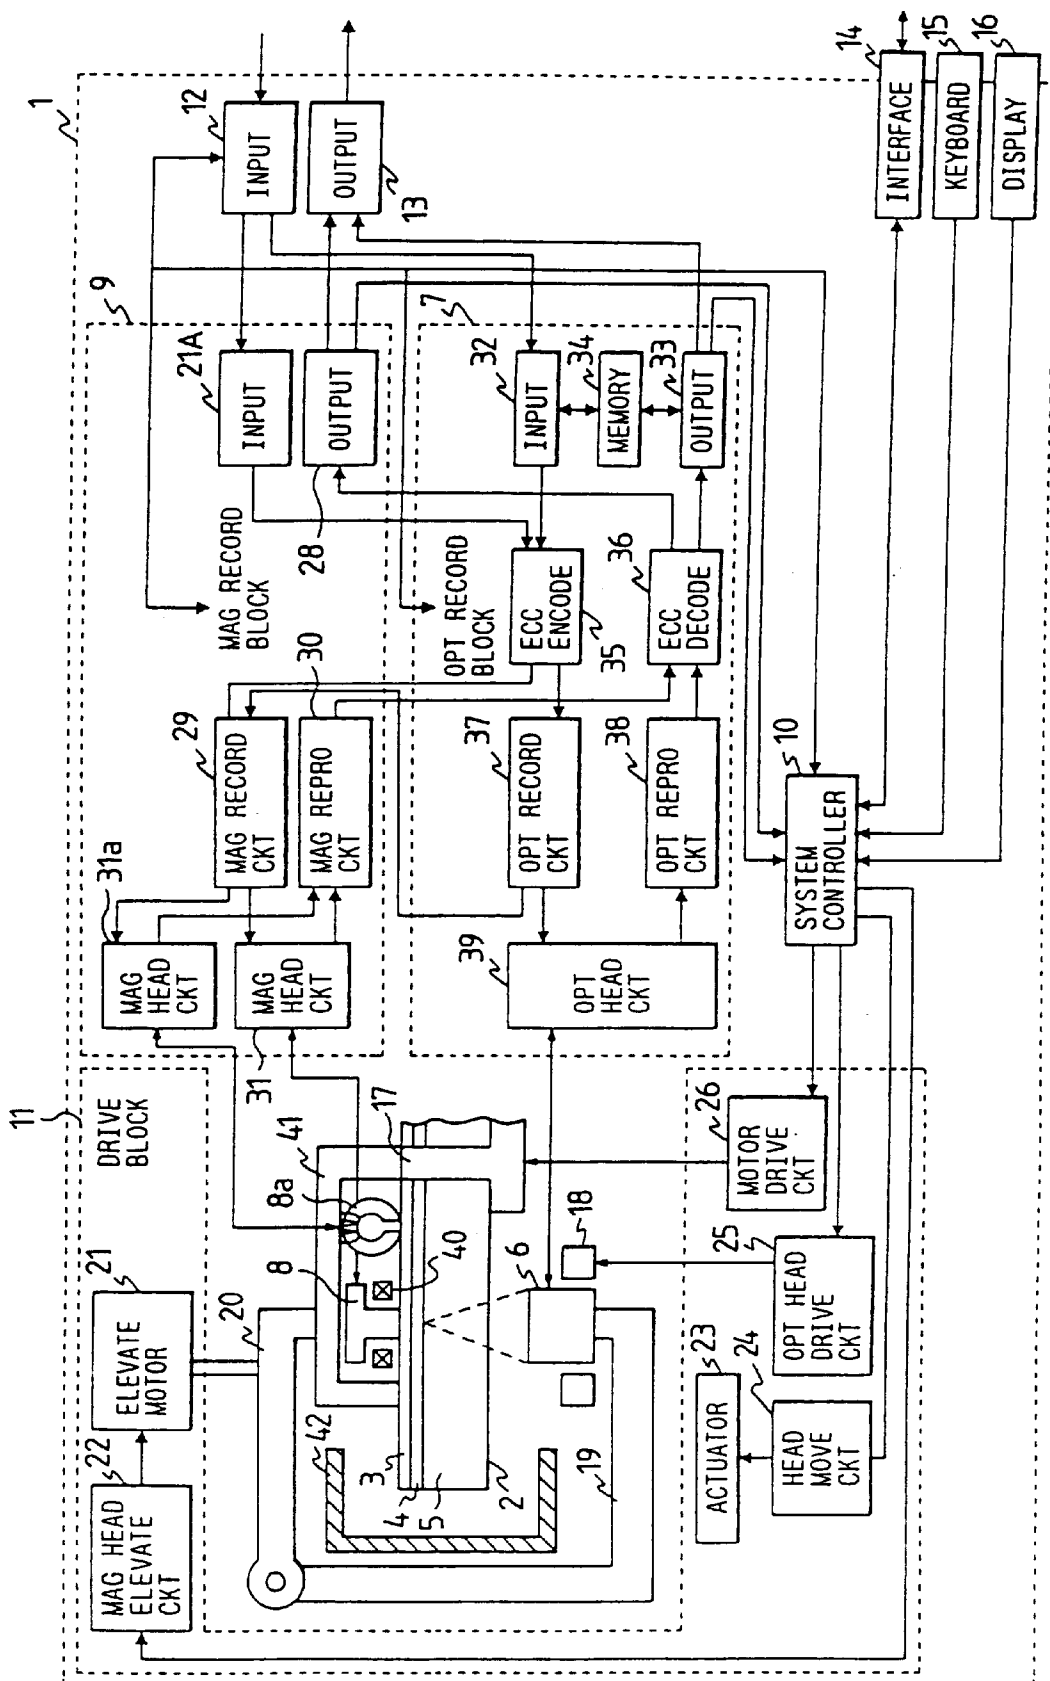 1
11
DRIVE
BLOCK
MAG HEAD
ELEVATE
CKT
22
ELEVATE
MOTOR
21
20
42
3
4
5
2
19
41
17
8a
8
40
6
18
31a
MAG
HEAD
CKT
MAG
HEAD
CKT
31
29
MAG RECORD
CKT
30
MAG REPRO
CKT
MAG RECORD
BLOCK
9
21A
INPUT
OUTPUT
28
12
INPUT
OUTPUT
13
39
OPT
HEAD
CKT
37
OPT RECORD
CKT
38
OPT REPRO
CKT
OPT RECORD
BLOCK
ECC
ENCODE
35
36
ECC
DECODE
7
32
INPUT
34
MEMORY
33
OUTPUT
23
ACTUATOR
24
HEAD
MOVE
CKT
25
OPT HEAD
DRIVE
CKT
26
MOTOR
DRIVE
CKT
10
SYSTEM
CONTROLLER
14
INTERFACE
15
KEYBOARD
16
DISPLAY